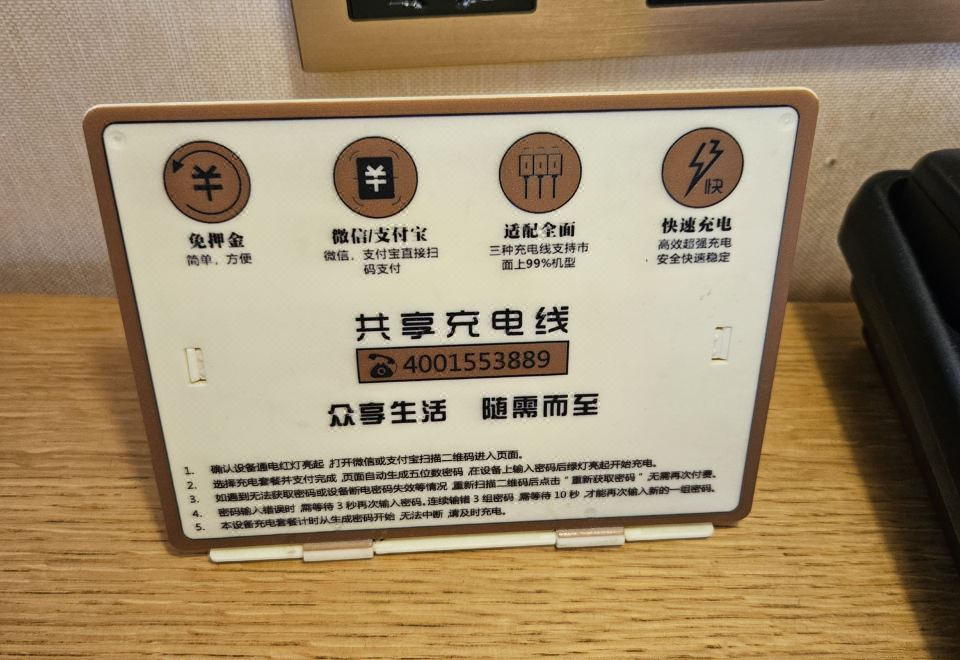 免押金
简单，方便
微信/支付宝
微信，支付宝直接扫
码支付
适配全面
三种充电线支持市
面上99%机型
快
快速充电
高效超强充电
安全快速稳定
共享充电线
4001553889
众享生活 随需而至
1. 确认设备通电红灯亮起，打开微信或支付宝扫描二维码进入页面。
2. 选择充电套餐并支付完成，页面自动生成五位数密码，在设备上输入密码后绿灯亮起开始充电。
3. 如遇到无法获取密码或设备断电密码失效等情况，重新扫描二维码后点击“重新获取密码”无需再次付费。
4. 密码输入错误时，需等待3秒再次输入密码。连续输错3组密码，需等待10秒，才能再次输入新的一组密码。
5. 本设备充电套餐计时从生成密码开始，无法中断，请及时充电。